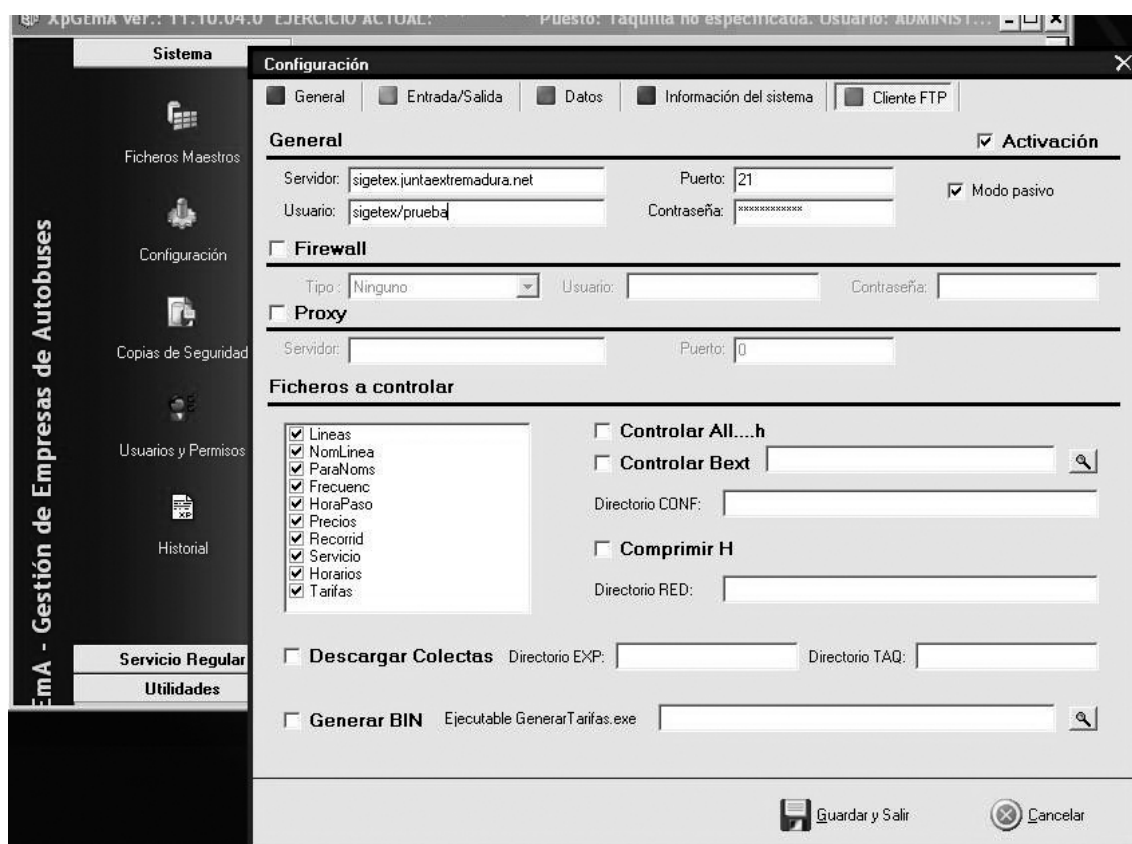 XpGEmA Ver.: 11.10.04.0 EJERCICIO ACTUAL: Puesto: Taquilla no especificada. Usuario: ADMINIST...
EmA - Gestión de Empresas de Autobuses
Sistema
Ficheros Maestros
Configuración
Copias de Seguridad
Usuarios y Permisos
Historial
Servicio Regular
Utilidades
Configuración
General Entrada/Salida Datos Información del sistema Cliente FTP
General Activación
Servidor: sigetex.juntaextremadura.net Puerto: 21 Modo pasivo
Usuario: sigetex/prueba Contraseña: ************
Firewall
Tipo: Ninguno Usuario: Contraseña:
Proxy
Servidor: Puerto: 0
Ficheros a controlar
Lineas
NomLinea
ParaNoms
Frecuenc
HoraPaso
Precios
Recorrid
Servicio
Horarios
Tarifas
Controlar All....h
Controlar Bext
Directorio CONF:
Comprimir H
Directorio RED:
Descargar Colectas Directorio EXP: Directorio TAQ:
Generar BIN Ejecutable GenerarTarifas.exe
Guardar y Salir Cancelar